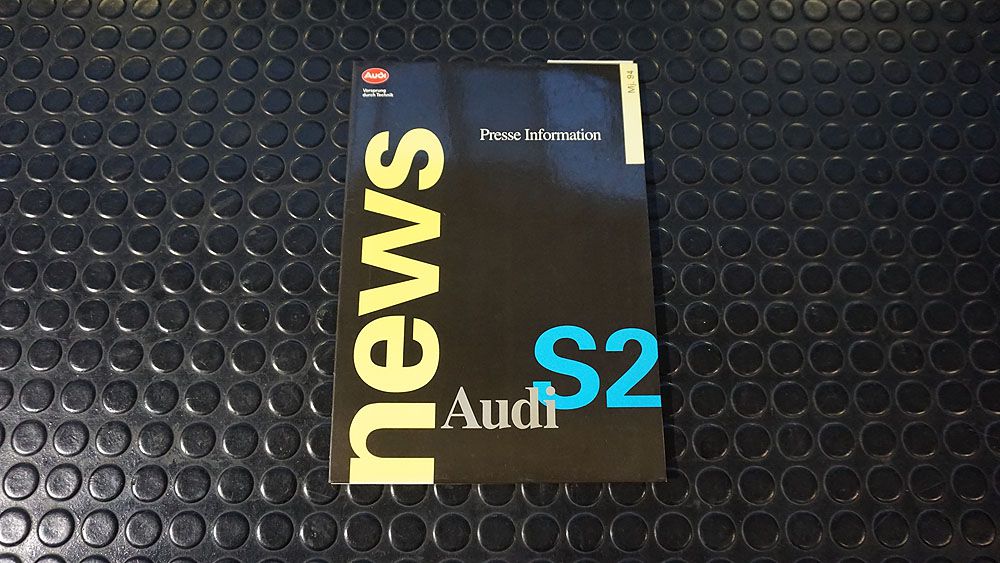 Audi
Vorsprung
durch Technik
Presse Information
Mj. 94
news
Audi
S2